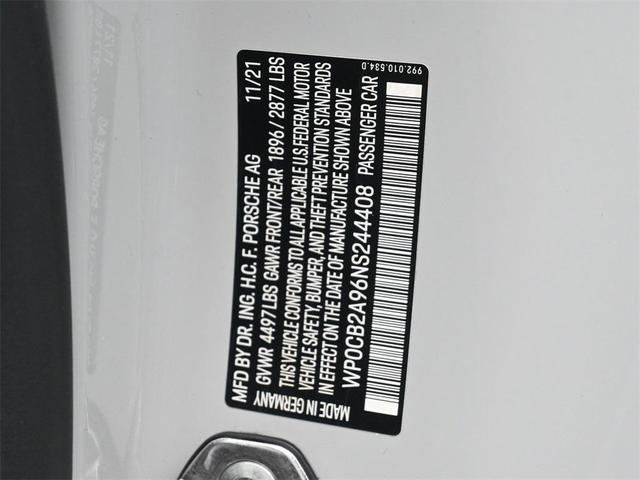 MFD BY DR. ING. H.C. F. PORSCHE AG 11/21
GVWR 4497 LBS GAWR FRONT/REAR 1896/2877 LBS
THIS VEHICLE CONFORMS TO ALL APPLICABLE U.S. FEDERAL MOTOR
VEHICLE SAFETY, BUMPER, AND THEFT PREVENTION STANDARDS
IN EFFECT ON THE DATE OF MANUFACTURE SHOWN ABOVE
WP0CB2A96NS244408 PASSENGER CAR
MADE IN GERMANY
992.010.534.D